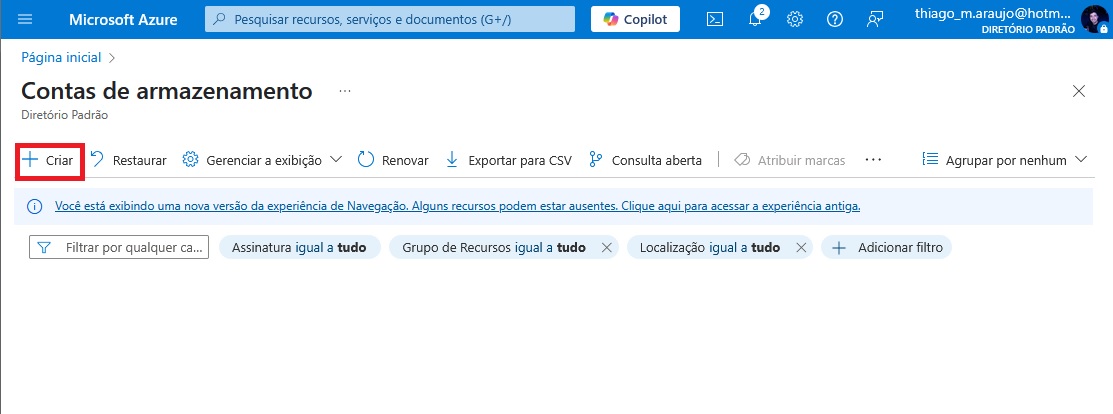 Microsoft Azure Pesquisar recursos, serviços e documentos (G+/) Copilot 2 thiago_m.araujo@hotm...
DIRETÓRIO PADRÃO
Página inicial
Contas de armazenamento ...
Diretório Padrão
Criar Restaurar Gerenciar a exibição Renovar Exportar para CSV Consulta aberta Atribuir marcas ... Agrupar por nenhum
Você está exibindo uma nova versão da experiência de Navegação. Alguns recursos podem estar ausentes. Clique aqui para acessar a experiência antiga.
Filtrar por qualquer ca... Assinatura igual a tudo Grupo de Recursos igual a tudo Localização igual a tudo Adicionar filtro